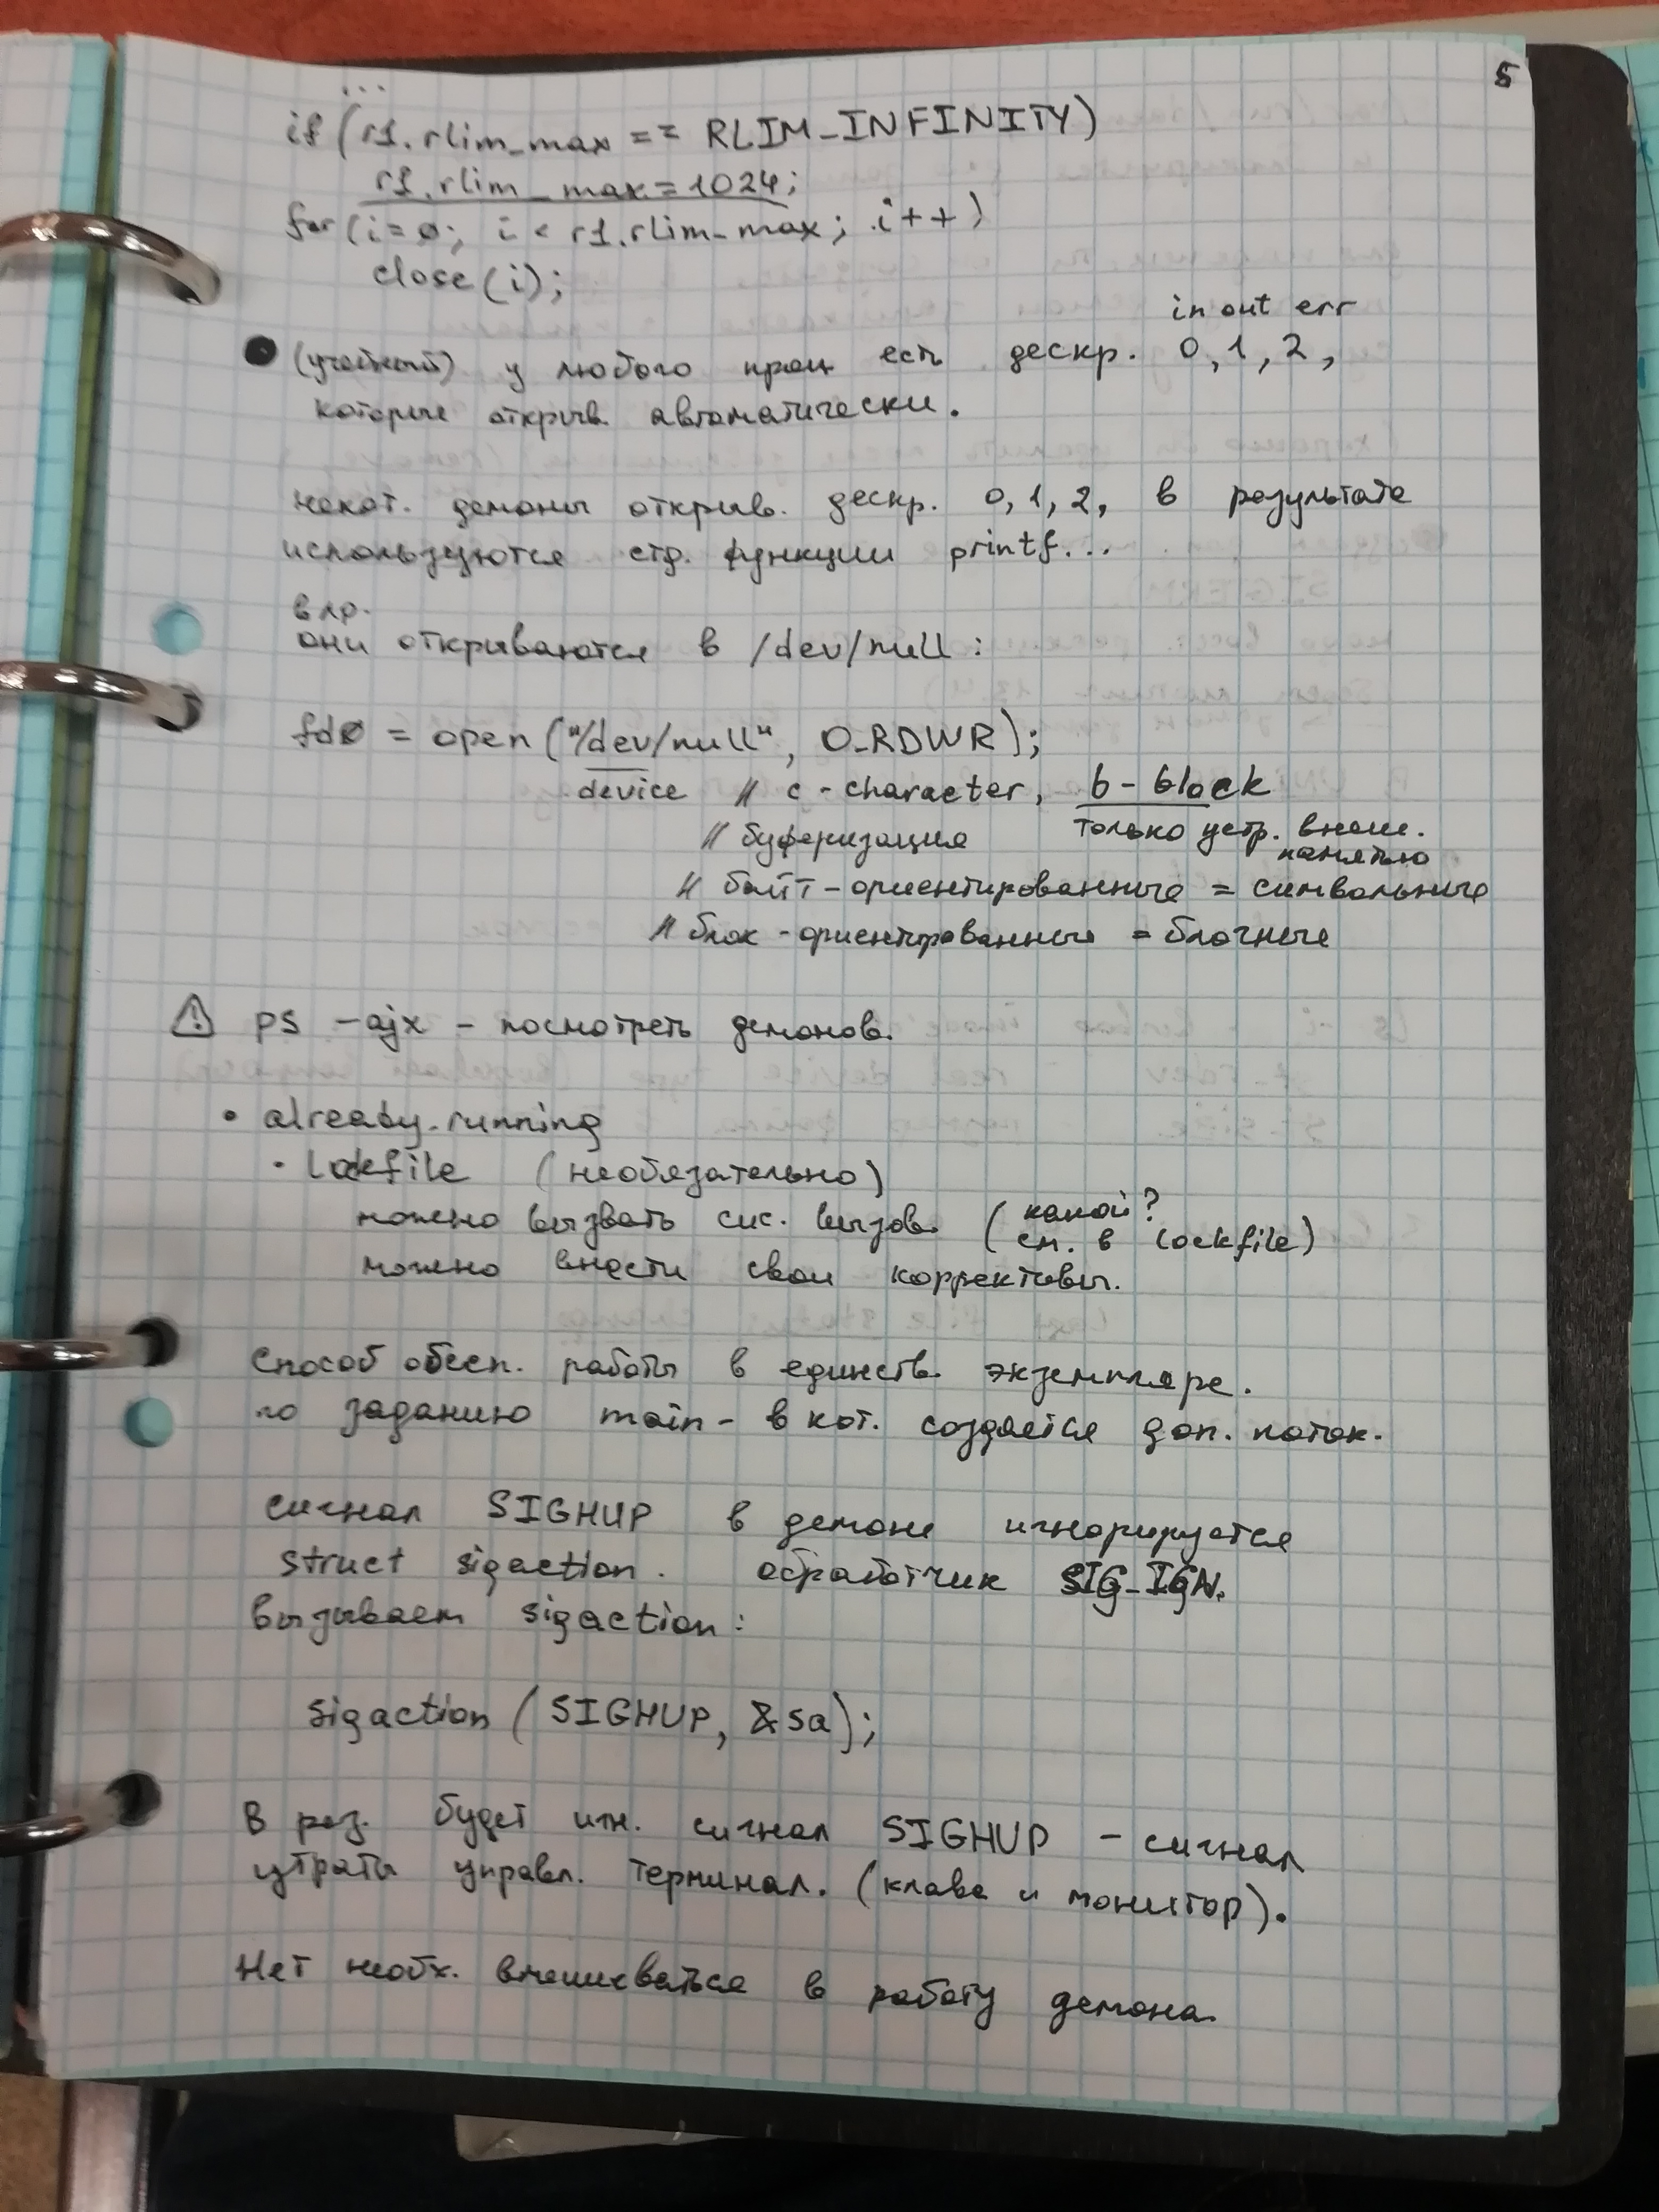 5
...
if (r1.rlim_max == RLIM_INFINITY)
r1.rlim_max = 1024;
for (i=0; i < r1.rlim_max; i++)
close(i);
in out err
у любого проц есть дескр. 0, 1, 2,
которые открыв. автоматически.
некот. демоны открыв. дескр. 0, 1, 2, в результате
используются стд. функции printf...
в лр.
они открываются в /dev/null :
fd0 = open("/dev/null", O_RDWR);
device // c - character, b - block
// буферизация только устр. внеш.
памятью
// байт-ориентированные = символьные
// блок-ориентированные = блочные
⚠ ps -ajx - посмотреть демонов.
• already_running
• lockfile (необязательно)
можно вызвать сис. вызов. (какой?
см. в lockfile)
можно внести свои коррективы.
Способ обесп. работы в единств. экземпляре.
по заданию main - в кот. создается доп. поток.
сигнал SIGHUP в демоне игнорируется
struct sigaction. обработчик SIG_IGN.
вызываем sigaction:
sigaction (SIGHUP, &sa);
В рез. будет игн. сигнал SIGHUP - сигнал
утраты управл. терминал. (клава и монитор).
Нет необх. вмешиваться в работу демона.